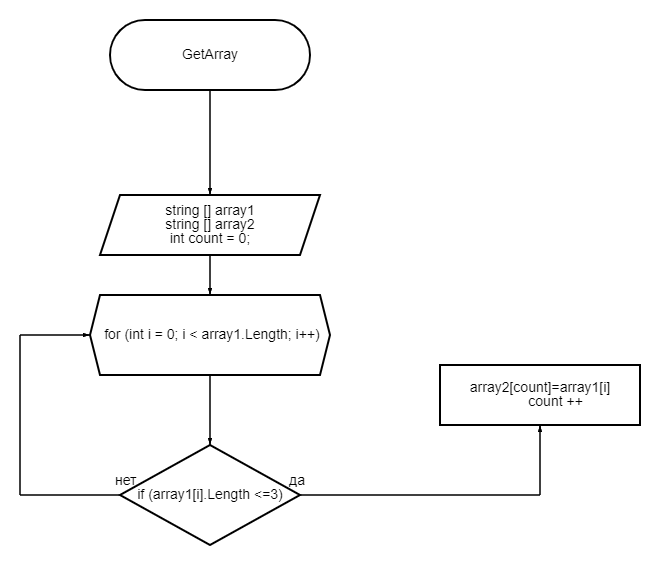 GetArray
string [] array1
string [] array2
int count = 0;
for (int i = 0; i < array1.Length; i++)
array2[count]=array1[i]
count ++
нет
да
if (array1[i].Length <=3)